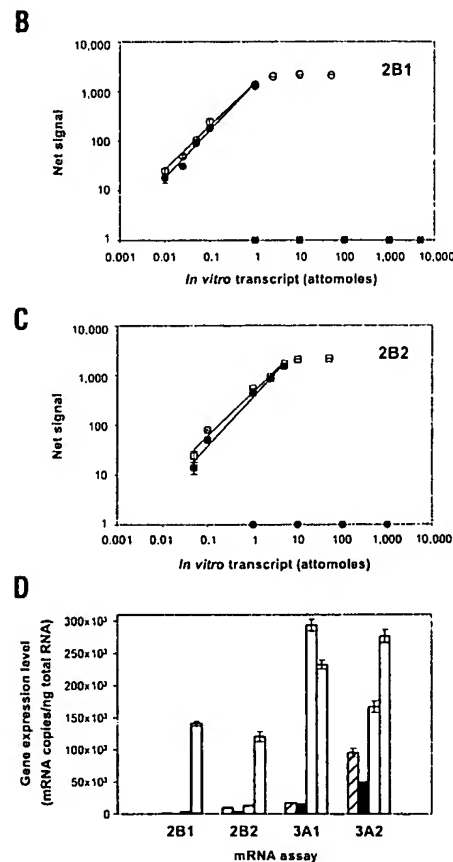 B
10,000
1,000
100
10
1
Net signal
2B1
0.001 0.01 0.1 1 10 100 1,000 10,000
In vitro transcript (attomoles)
C
10,000
1,000
100
10
1
Net signal
2B2
0.001 0.01 0.1 1 10 100 1,000 10,000
In vitro transcript (attomoles)
D
Gene expression level
(mRNA copies/ng total RNA)
300x10³
250x10³
200x10³
150x10³
100x10³
50x10³
0
2B1 2B2 3A1 3A2
mRNA assay